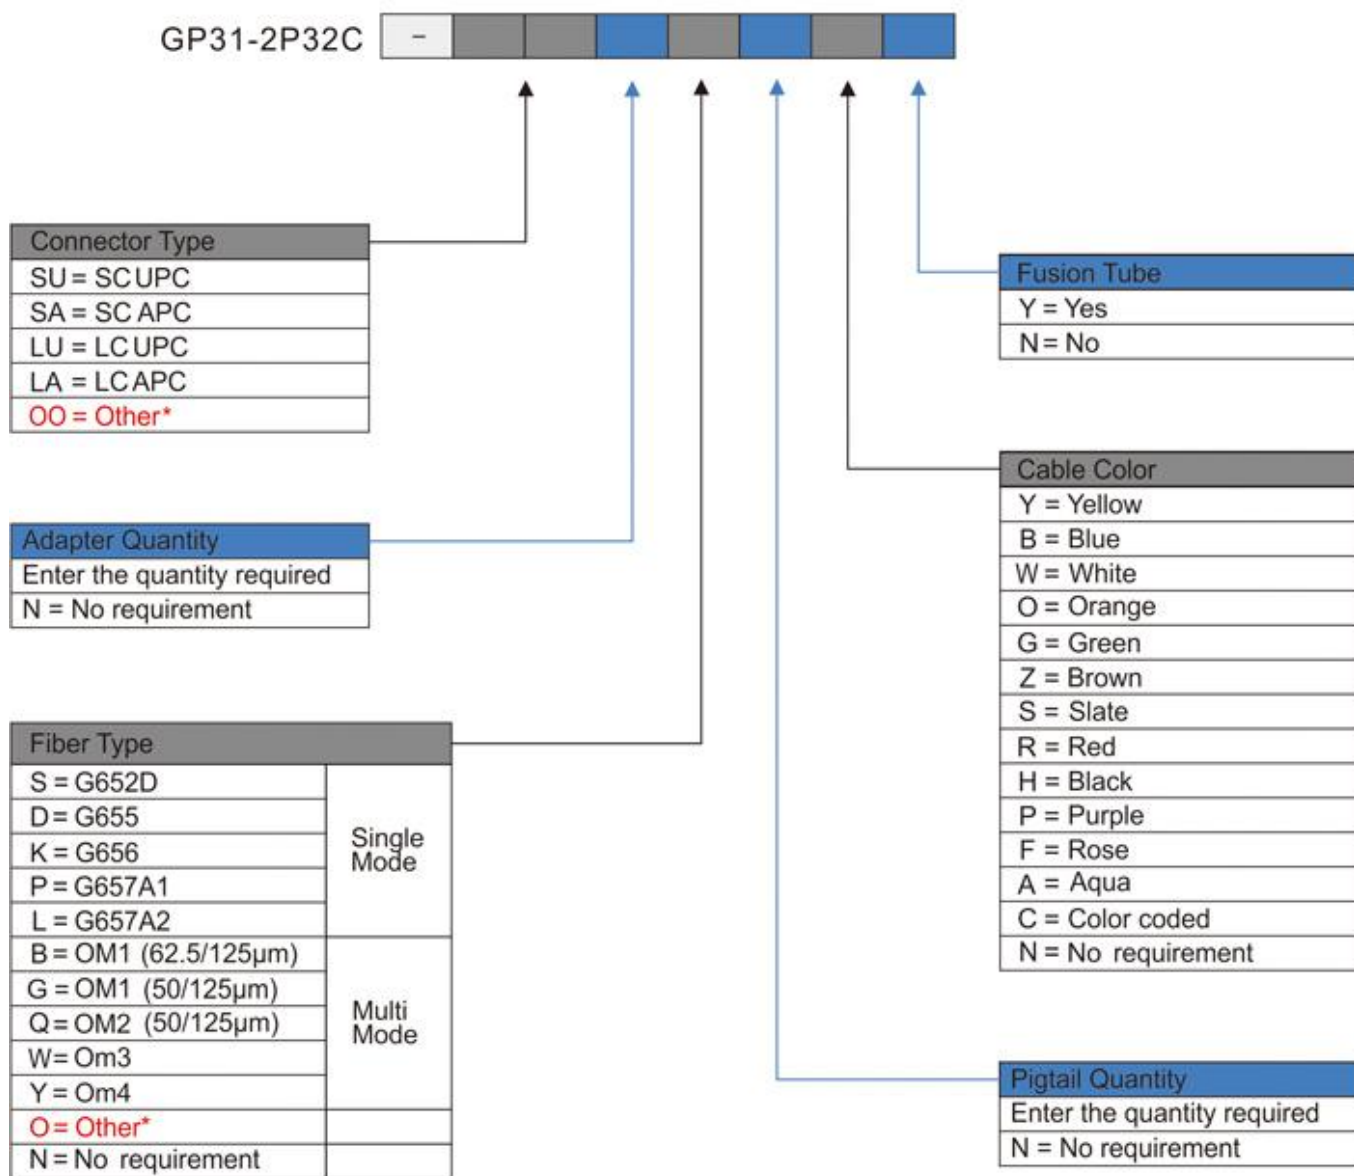 GP31-2P32C -
Connector Type
SU = SC UPC
SA = SC APC
LU = LC UPC
LA = LC APC
OO = Other*
Adapter Quantity
Enter the quantity required
N = No requirement
Fiber Type
S = G652D
D = G655
K = G656
P = G657A1
L = G657A2
Single
Mode
B = OM1 (62.5/125µm)
G = OM1 (50/125µm)
Q = OM2 (50/125µm)
W = Om3
Y = Om4
Multi
Mode
O = Other*
N = No requirement
Fusion Tube
Y = Yes
N = No
Cable Color
Y = Yellow
B = Blue
W = White
O = Orange
G = Green
Z = Brown
S = Slate
R = Red
H = Black
P = Purple
F = Rose
A = Aqua
C = Color coded
N = No requirement
Pigtail Quantity
Enter the quantity required
N = No requirement